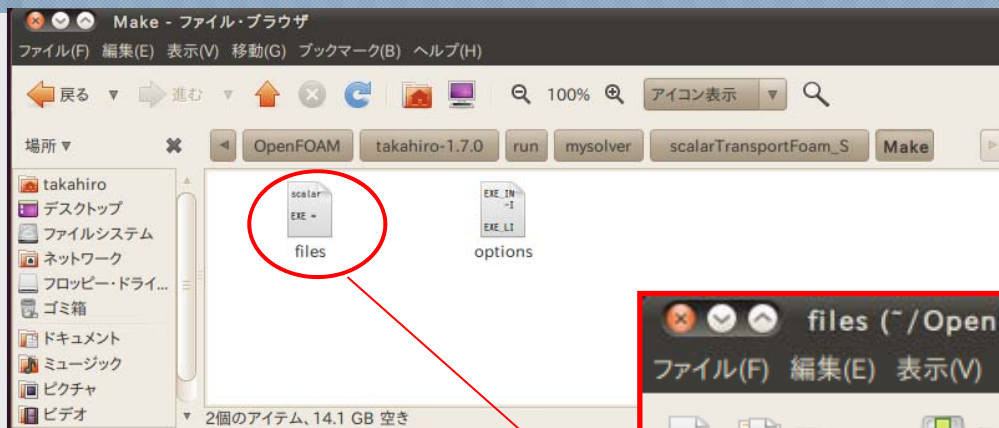 Make - ファイル・ブラウザ
ファイル(F) 編集(E) 表示(V) 移動(G) ブックマーク(B) ヘルプ(H)
戻る 進む 100% アイコン表示
場所 OpenFOAM takahiro-1.7.0 run mysolver scalarTransportFoam_S Make
takahiro
デスクトップ
ファイルシステム
ネットワーク
フロッピー・ドライ...
ゴミ箱
ドキュメント
ミュージック
ピクチャ
ビデオ
scalar
EXE =
files
EXE_IN
-I
EXE_LI
options
2個のアイテム、14.1 GB 空き
files (~/Open
ファイル(F) 編集(E) 表示(V)